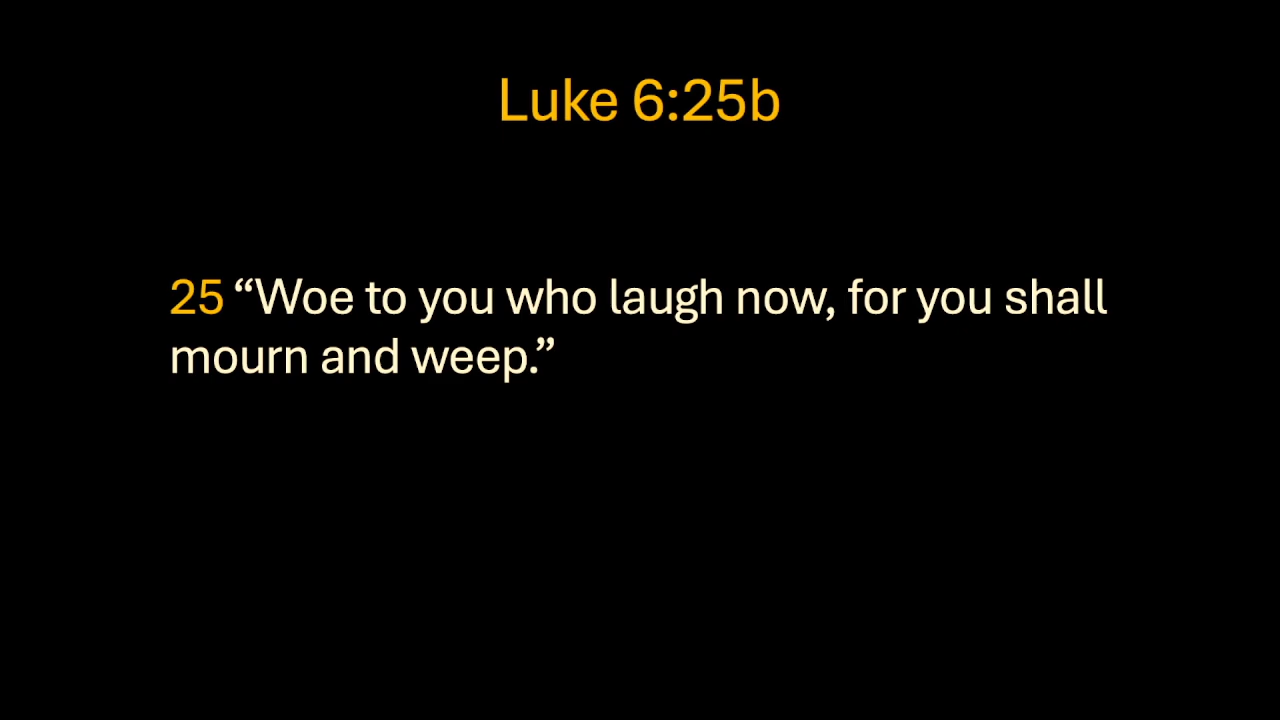 Luke 6:25b
25 “Woe to you who laugh now, for you shall
mourn and weep.”